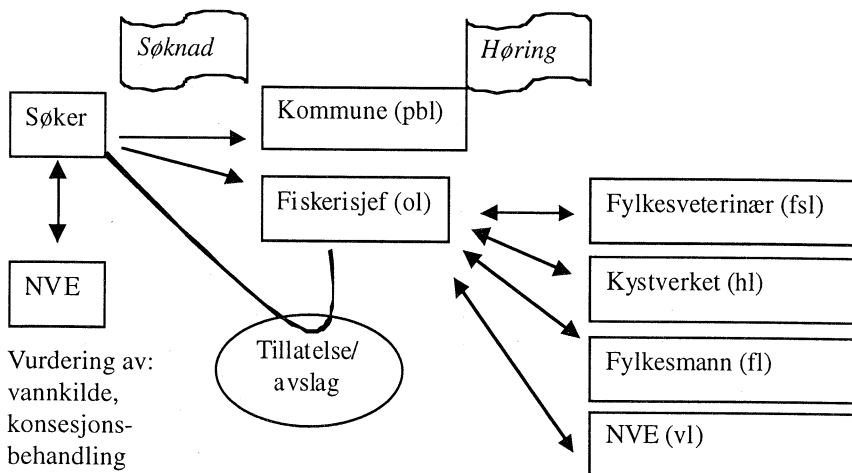 Søknad
Høring
Søker
Kommune (pbl)
Fiskerisjef (ol)
Fylkesveterinær (fsl)
NVE
Kystverket (hl)
Tillatelse/
avslag
Fylkesmann (fl)
NVE (vl)
Vurdering av:
vannkilde,
konsesjons-
behandling